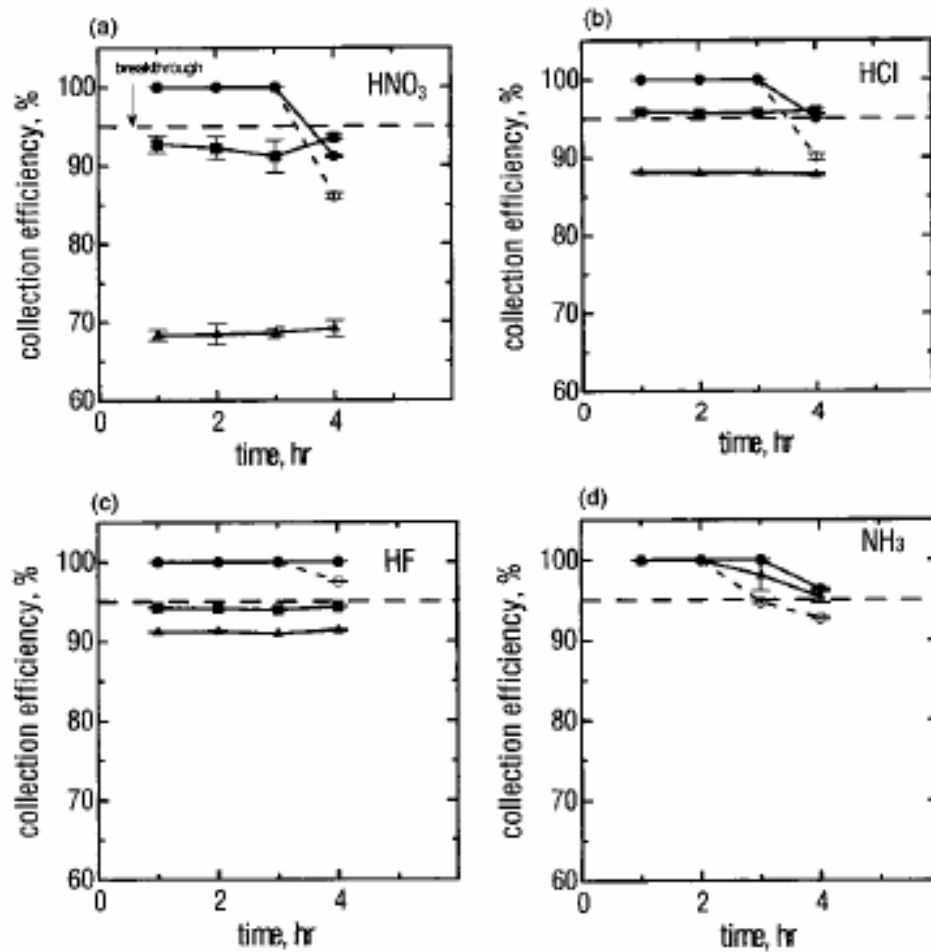 (a)
breakthrough
HNO₃
collection efficiency, %
100
90
80
70
60
0
2
4
time, hr
(b)
HCl
collection efficiency, %
100
90
80
70
60
0
2
4
time, hr
(c)
HF
collection efficiency, %
100
90
80
70
60
0
2
4
time, hr
(d)
NH₃
collection efficiency, %
100
90
80
70
60
0
2
4
time, hr